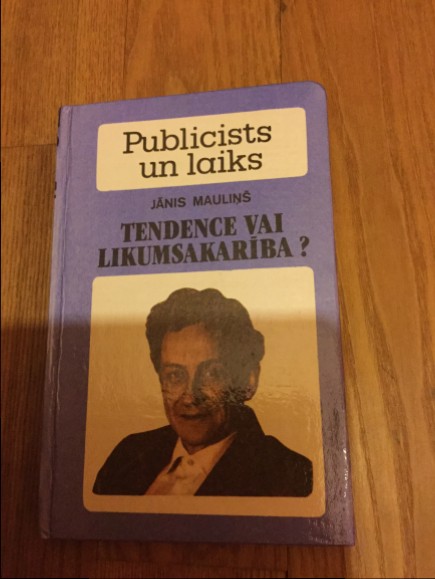 Publicists
un laiks
JĀNIS MAULIŅŠ
TENDENCE VAI
LIKUMSAKARĪBA?